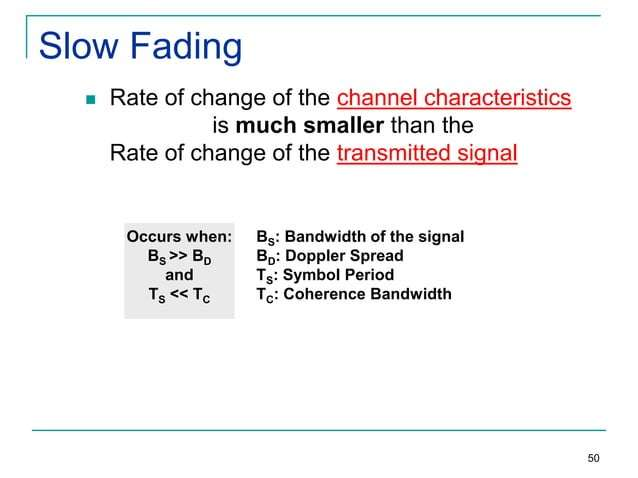 Slow Fading
Rate of change of the channel characteristics
is much smaller than the
Rate of change of the transmitted signal
Occurs when:
BS >> BD
and
TS << TC
BS: Bandwidth of the signal
BD: Doppler Spread
TS: Symbol Period
TC: Coherence Bandwidth
50